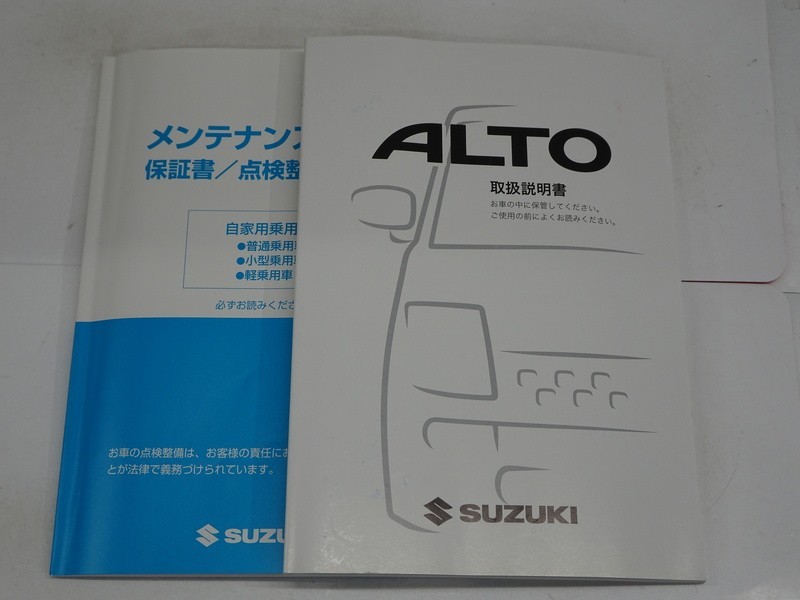 メンテナンス
保証書／点検整
自家用乗用
●普通乗用車
●小型乗用車
●軽乗用車
必ずお読みくださ
お車の点検整備は、お客様の責任にお
とが法律で義務づけられています。
SUZU
ALTO
取扱説明書
お車の中に保管してください。
ご使用の前によくお読みください。
SUZUKI